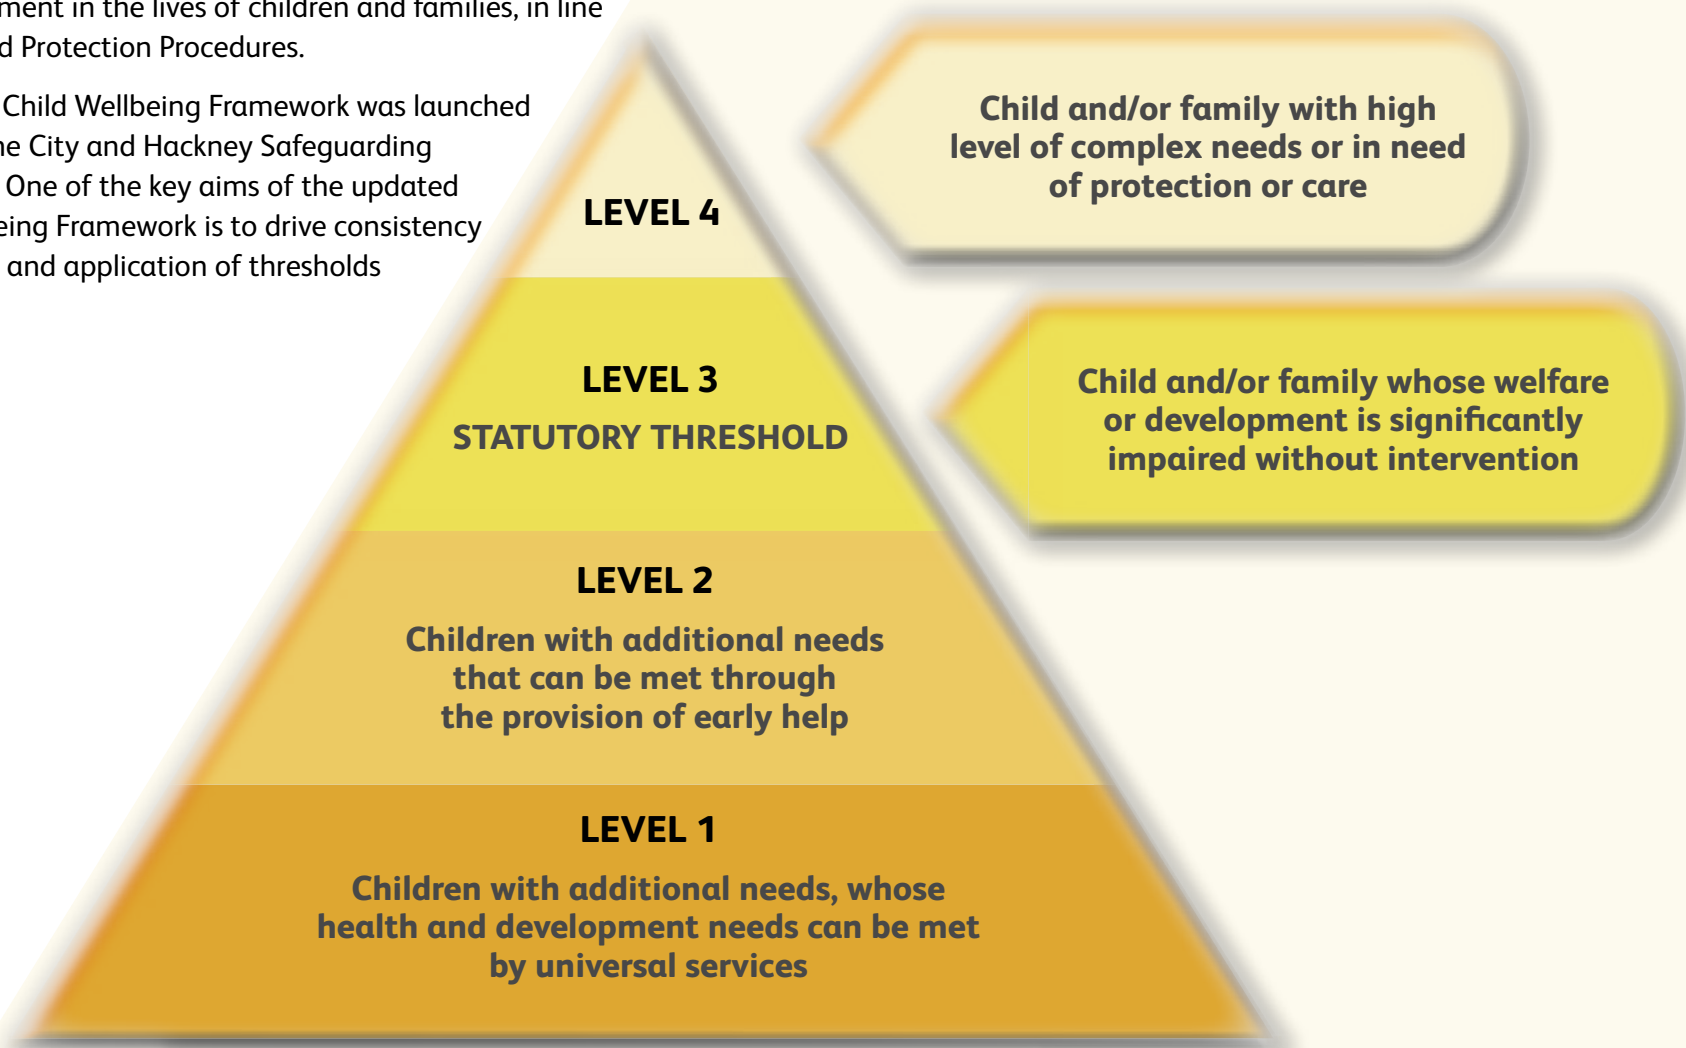 in the lives of children and families, in line
Protection Procedures.
Child Wellbeing Framework was launched
City and Hackney Safeguarding
One of the key aims of the updated
Framework is to drive consistency
and application of thresholds
LEVEL 4
Child and/or family with high
level of complex needs or in need
of protection or care
LEVEL 3
STATUTORY THRESHOLD
Child and/or family whose welfare
or development is significantly
impaired without intervention
LEVEL 2
Children with additional needs
that can be met through
the provision of early help
LEVEL 1
Children with additional needs, whose
health and development needs can be met
by universal services